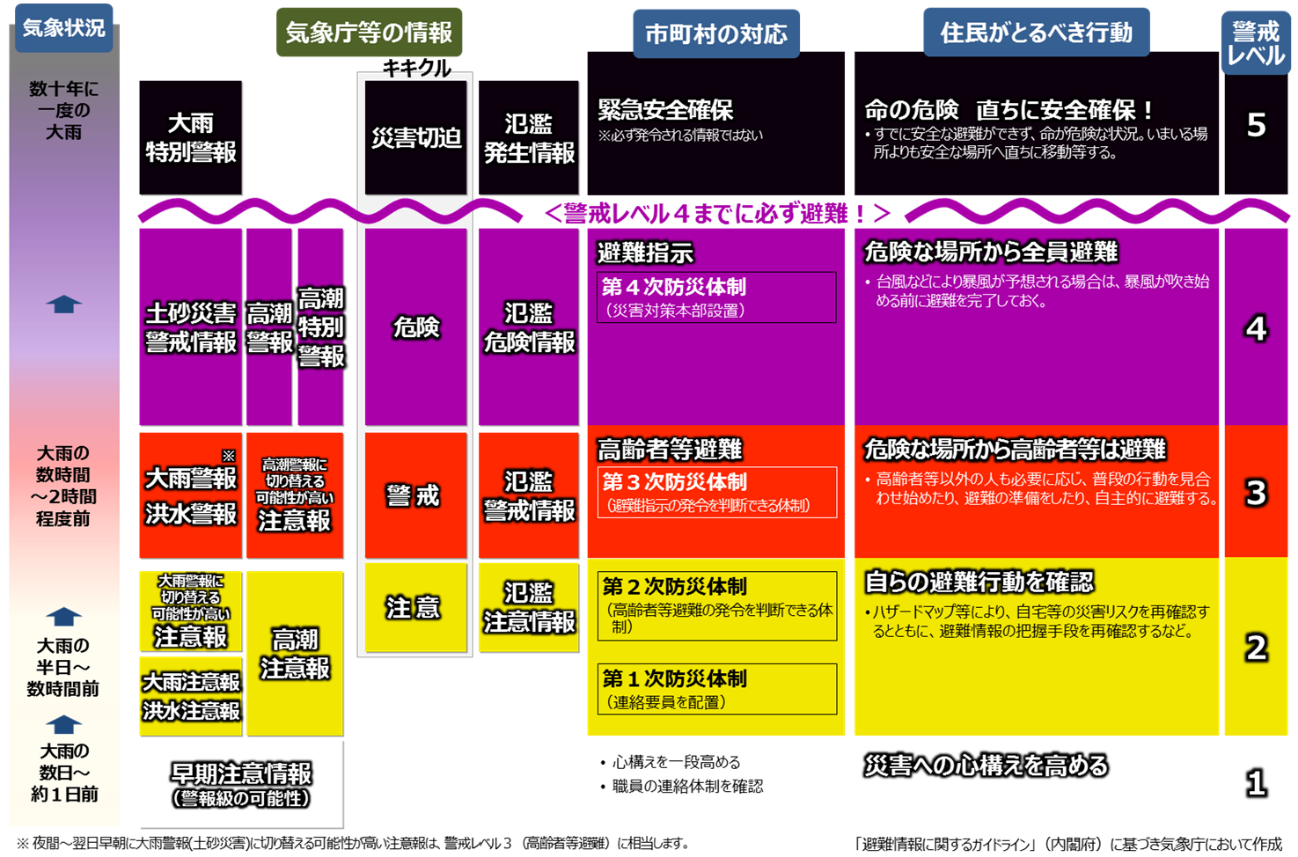 気象状況
気象庁等の情報
市町村の対応
住民がとるべき行動
警戒
レベル
キキクル
数十年に
一度の
大雨
大雨
特別警報
災害切迫
氾濫
発生情報
緊急安全確保
※必ず発令される情報ではない
命の危険 直ちに安全確保！
•すでに安全な避難ができず、命が危険な状況。いまいる場
所よりも安全な場所へ直ちに移動等する。
5
＜警戒レベル４までに必ず避難！＞
土砂災害
警戒情報
高潮
警報
高潮
特別
警報
危険
氾濫
危険情報
避難指示
第４次防災体制
（災害対策本部設置）
危険な場所から全員避難
• 台風などにより暴風が予想される場合は、暴風が吹き始
める前に避難を完了しておく。
4
大雨の
数時間
～2時間
程度前
※
大雨警報
洪水警報
高潮警報に
切り替える
可能性が高い
注意報
警戒
氾濫
警戒情報
高齢者等避難
第３次防災体制
（避難指示の発令を判断できる体制）
危険な場所から高齢者等は避難
• 高齢者等以外の人も必要に応じ、普段の行動を見合
わせ始めたり、避難の準備をしたり、自主的に避難する。
3
大雨の
半日～
数時間前
大雨警報に
切り替える
可能性が高い
注意報
大雨注意報
洪水注意報
高潮
注意報
注意
氾濫
注意情報
第２次防災体制
（高齢者等避難の発令を判断できる体
制）
第１次防災体制
（連絡要員を配置）
自らの避難行動を確認
•ハザードマップ等により、自宅等の災害リスクを再確認す
るとともに、避難情報の把握手段を再確認するなど。
2
大雨の
数日～
約１日前
早期注意情報
（警報級の可能性）
• 心構えを一段高める
• 職員の連絡体制を確認
災害への心構えを高める
1
※ 夜間～翌日早朝に大雨警報(土砂災害)に切り替える可能性が高い注意報は、警戒レベル３（高齢者等避難）に相当します。
「避難情報に関するガイドライン」（内閣府）に基づき気象庁において作成